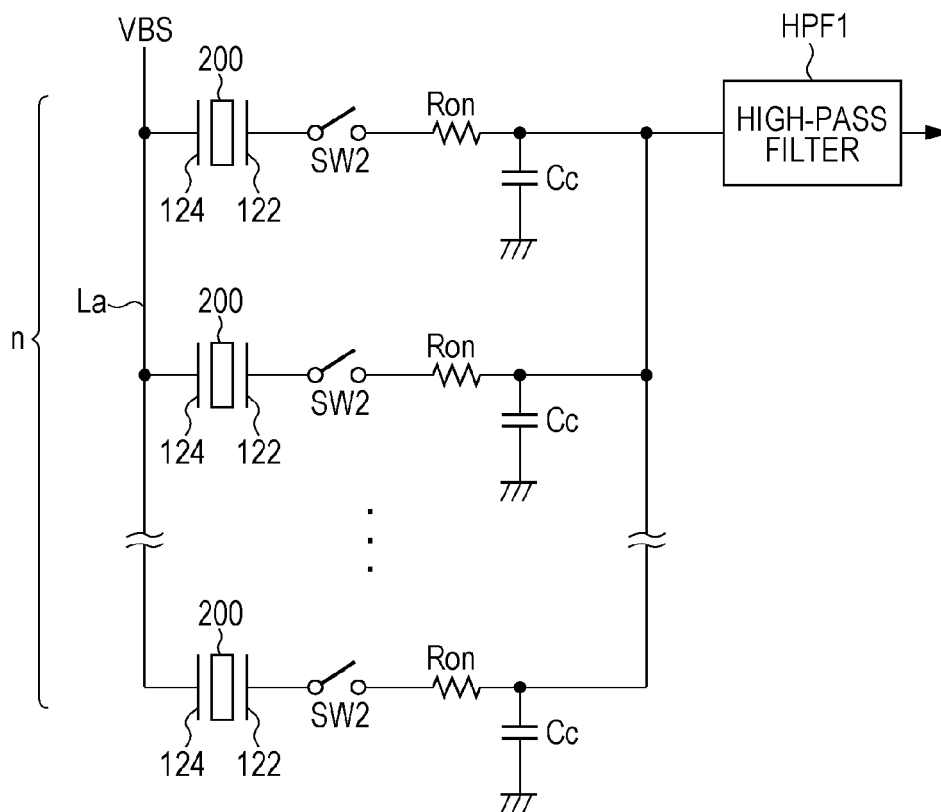 VBS
HPF1
200
Ron
HIGH-PASS
FILTER
SW2
Cc
124
122
La
200
n
Ron
SW2
Cc
124
122
200
Ron
SW2
Cc
124
122